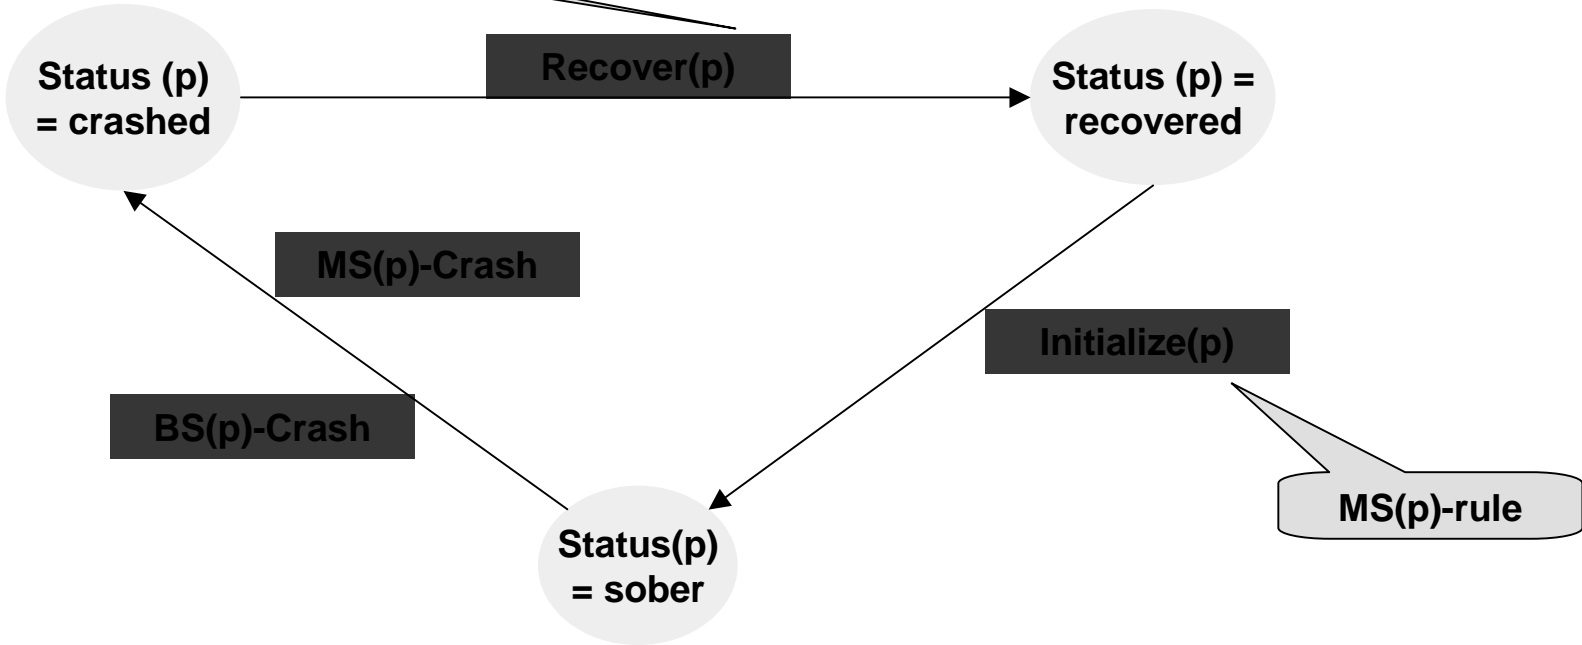 Status (p)
= crashed
Recover(p)
Status (p) =
recovered
MS(p)-Crash
Initialize(p)
BS(p)-Crash
MS(p)-rule
Status(p)
= sober